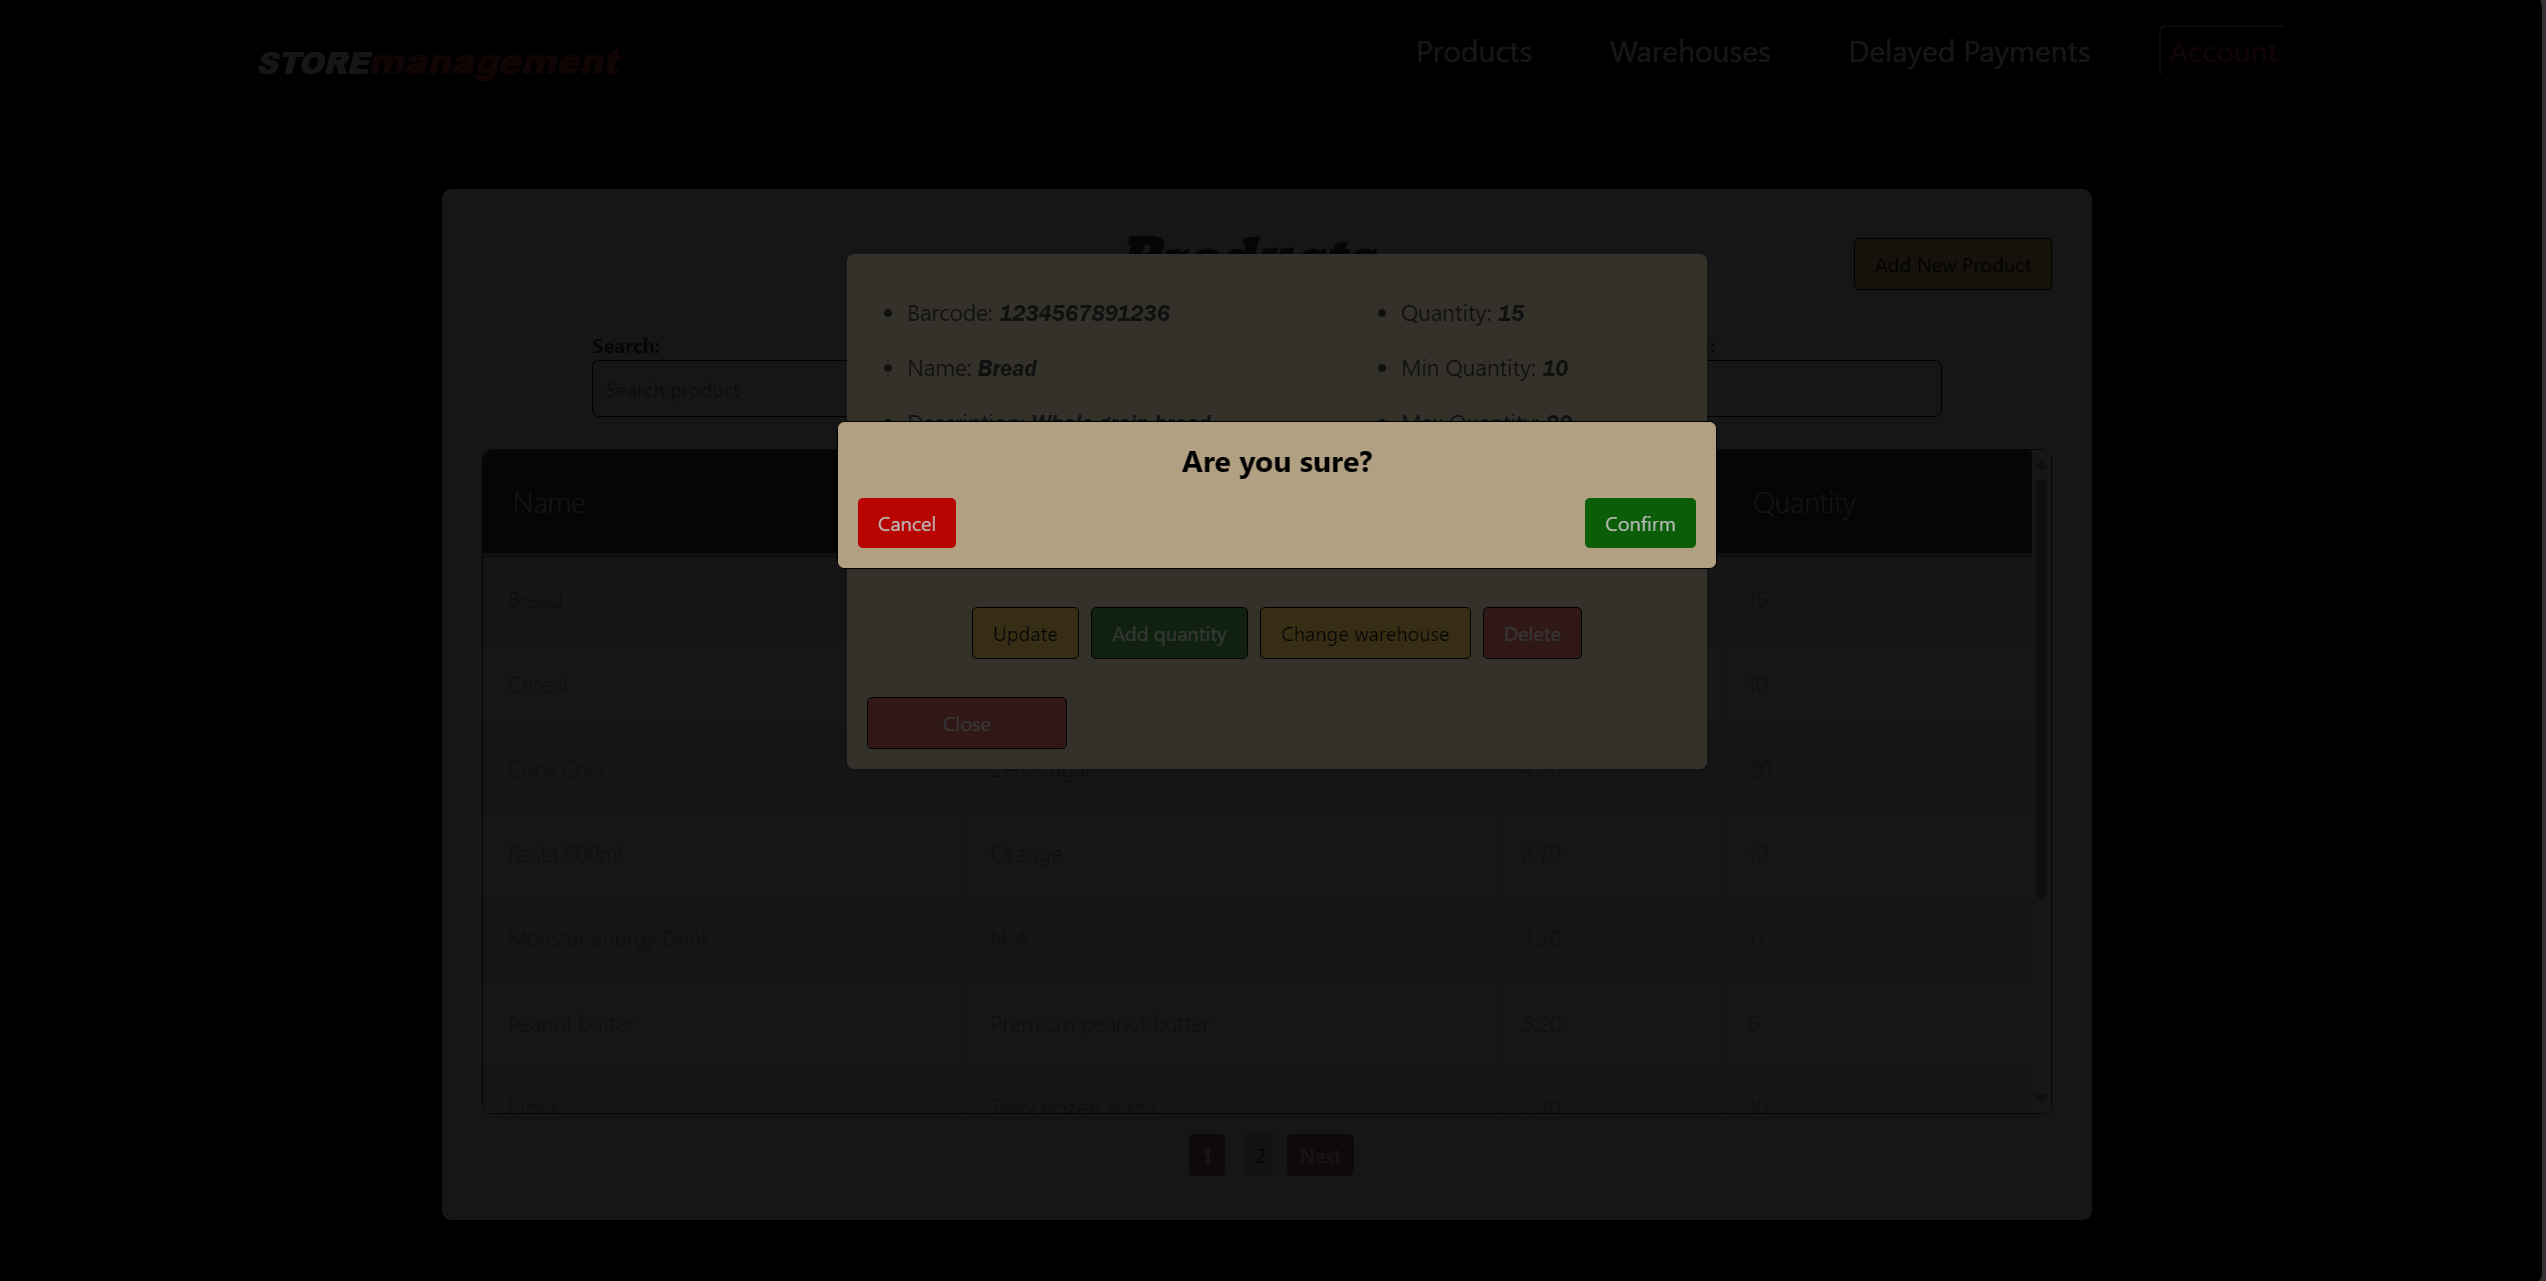 STOREmanagement
Products Warehouses Delayed Payments Account
Products
Add New Product
Barcode: 1234567891236
Quantity: 15
Search:
:
Search product
Name: Bread
Min Quantity: 10
Description: Whole grain bread
Max Quantity: 20
Are you sure?
Cancel
Confirm
Name
Quantity
Bread 15
Update Add quantity Change warehouse Delete
Cereal 10
Close
Coca Cola Zero sugar 4.00 20
Fanta 500ml Orange 2.70 10
Monster Energy Drink N/A 3.20 17
Peanut butter Premium peanut butter 5.20 6
Pizza Tasty frozen pizza 7.20 10
1 2 Next